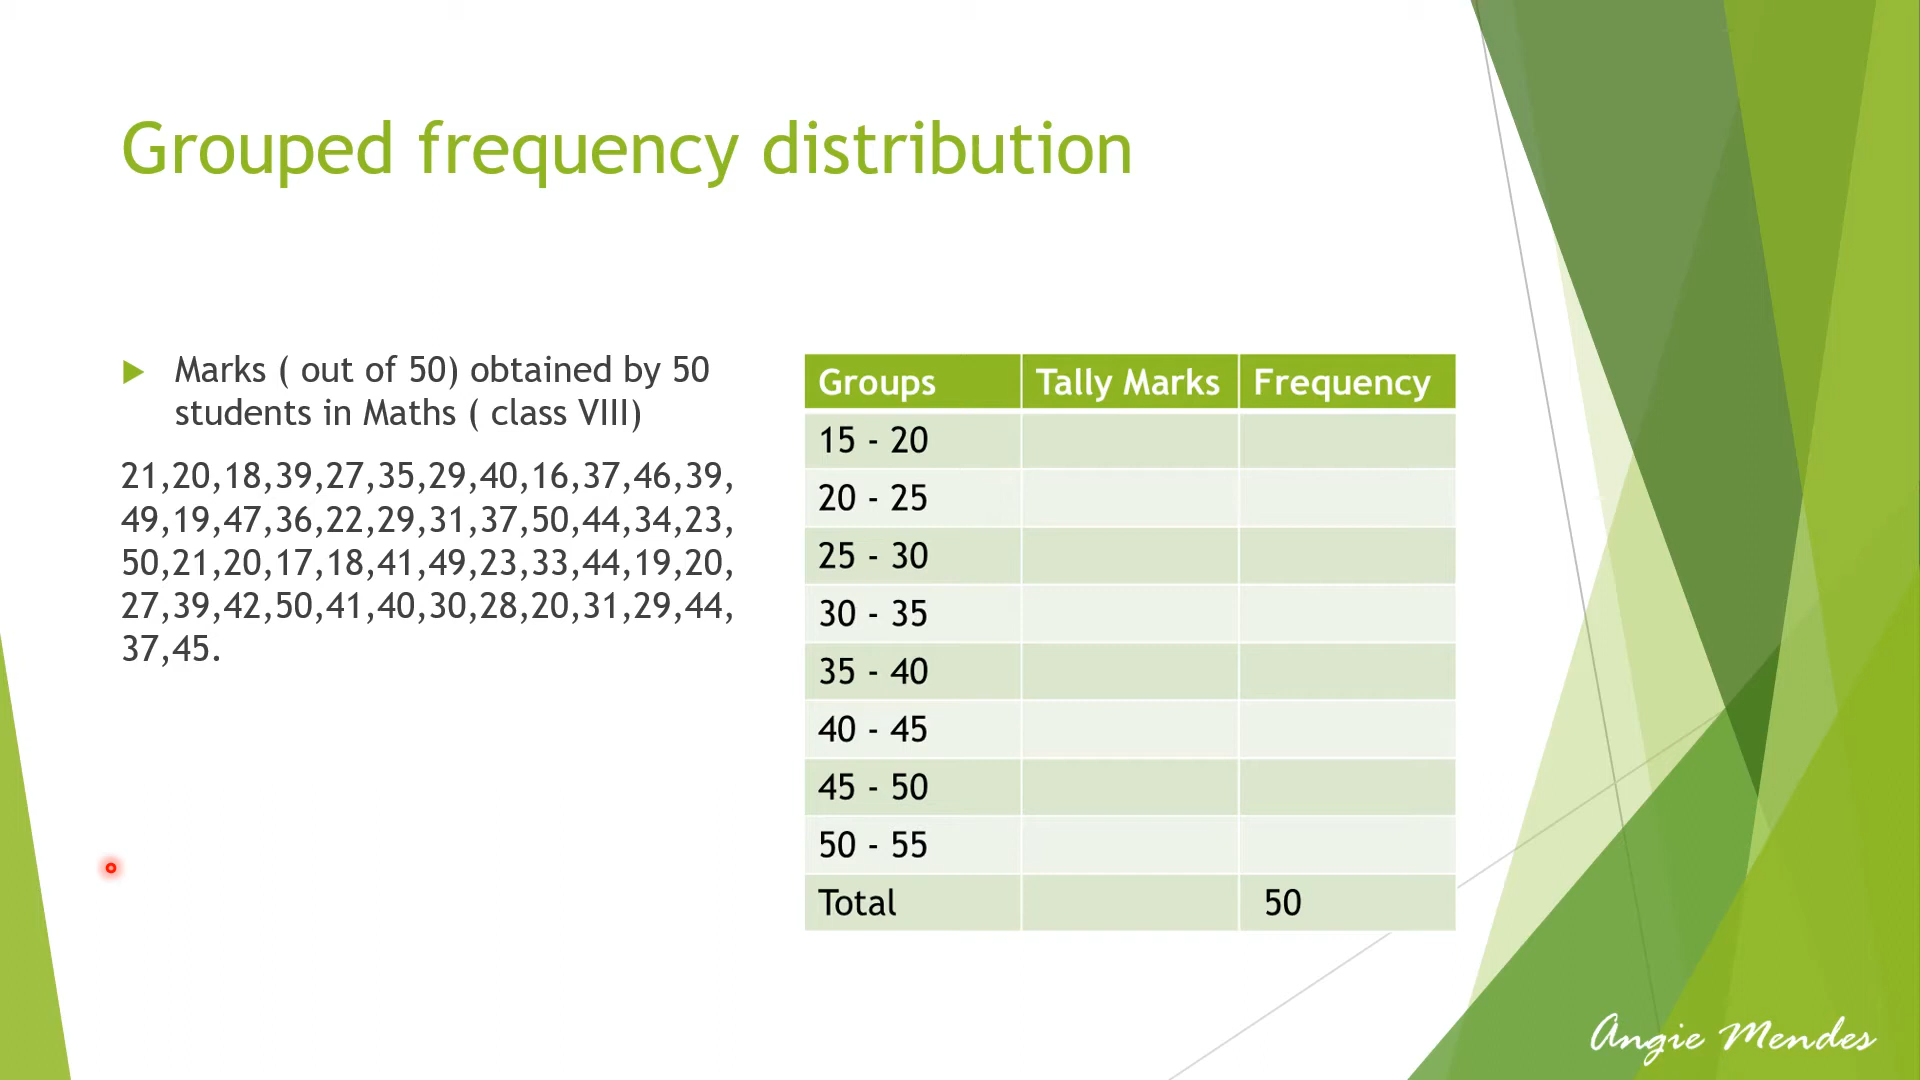 Grouped frequency distribution
Marks ( out of 50) obtained by 50
students in Maths ( class VIII)
21,20,18,39,27,35,29,40,16,37,46,39,
49,19,47,36,22,29,31,37,50,44,34,23,
50,21,20,17,18,41,49,23,33,44,19,20,
27,39,42,50,41,40,30,28,20,31,29,44,
37,45.
Groups Tally Marks Frequency
15 - 20
20 - 25
25 - 30
30 - 35
35 - 40
40 - 45
45 - 50
50 - 55
Total 50
Angie Mendes